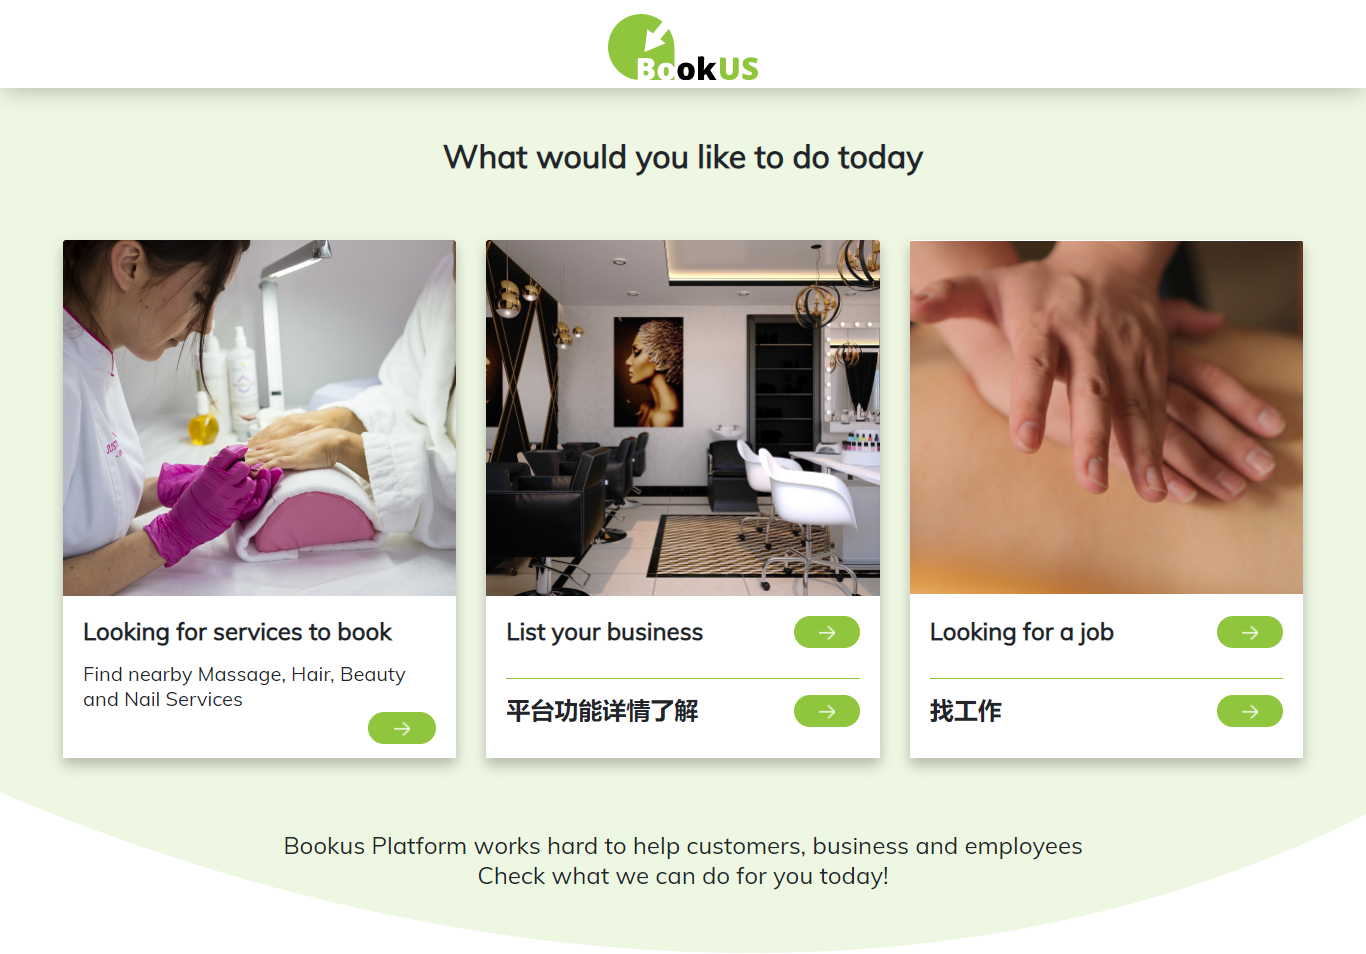 BookUS
What would you like to do today
Looking for services to book
Find nearby Massage, Hair, Beauty
and Nail Services
List your business
平台功能详情了解
Looking for a job
找工作
Bookus Platform works hard to help customers, business and employees
Check what we can do for you today!